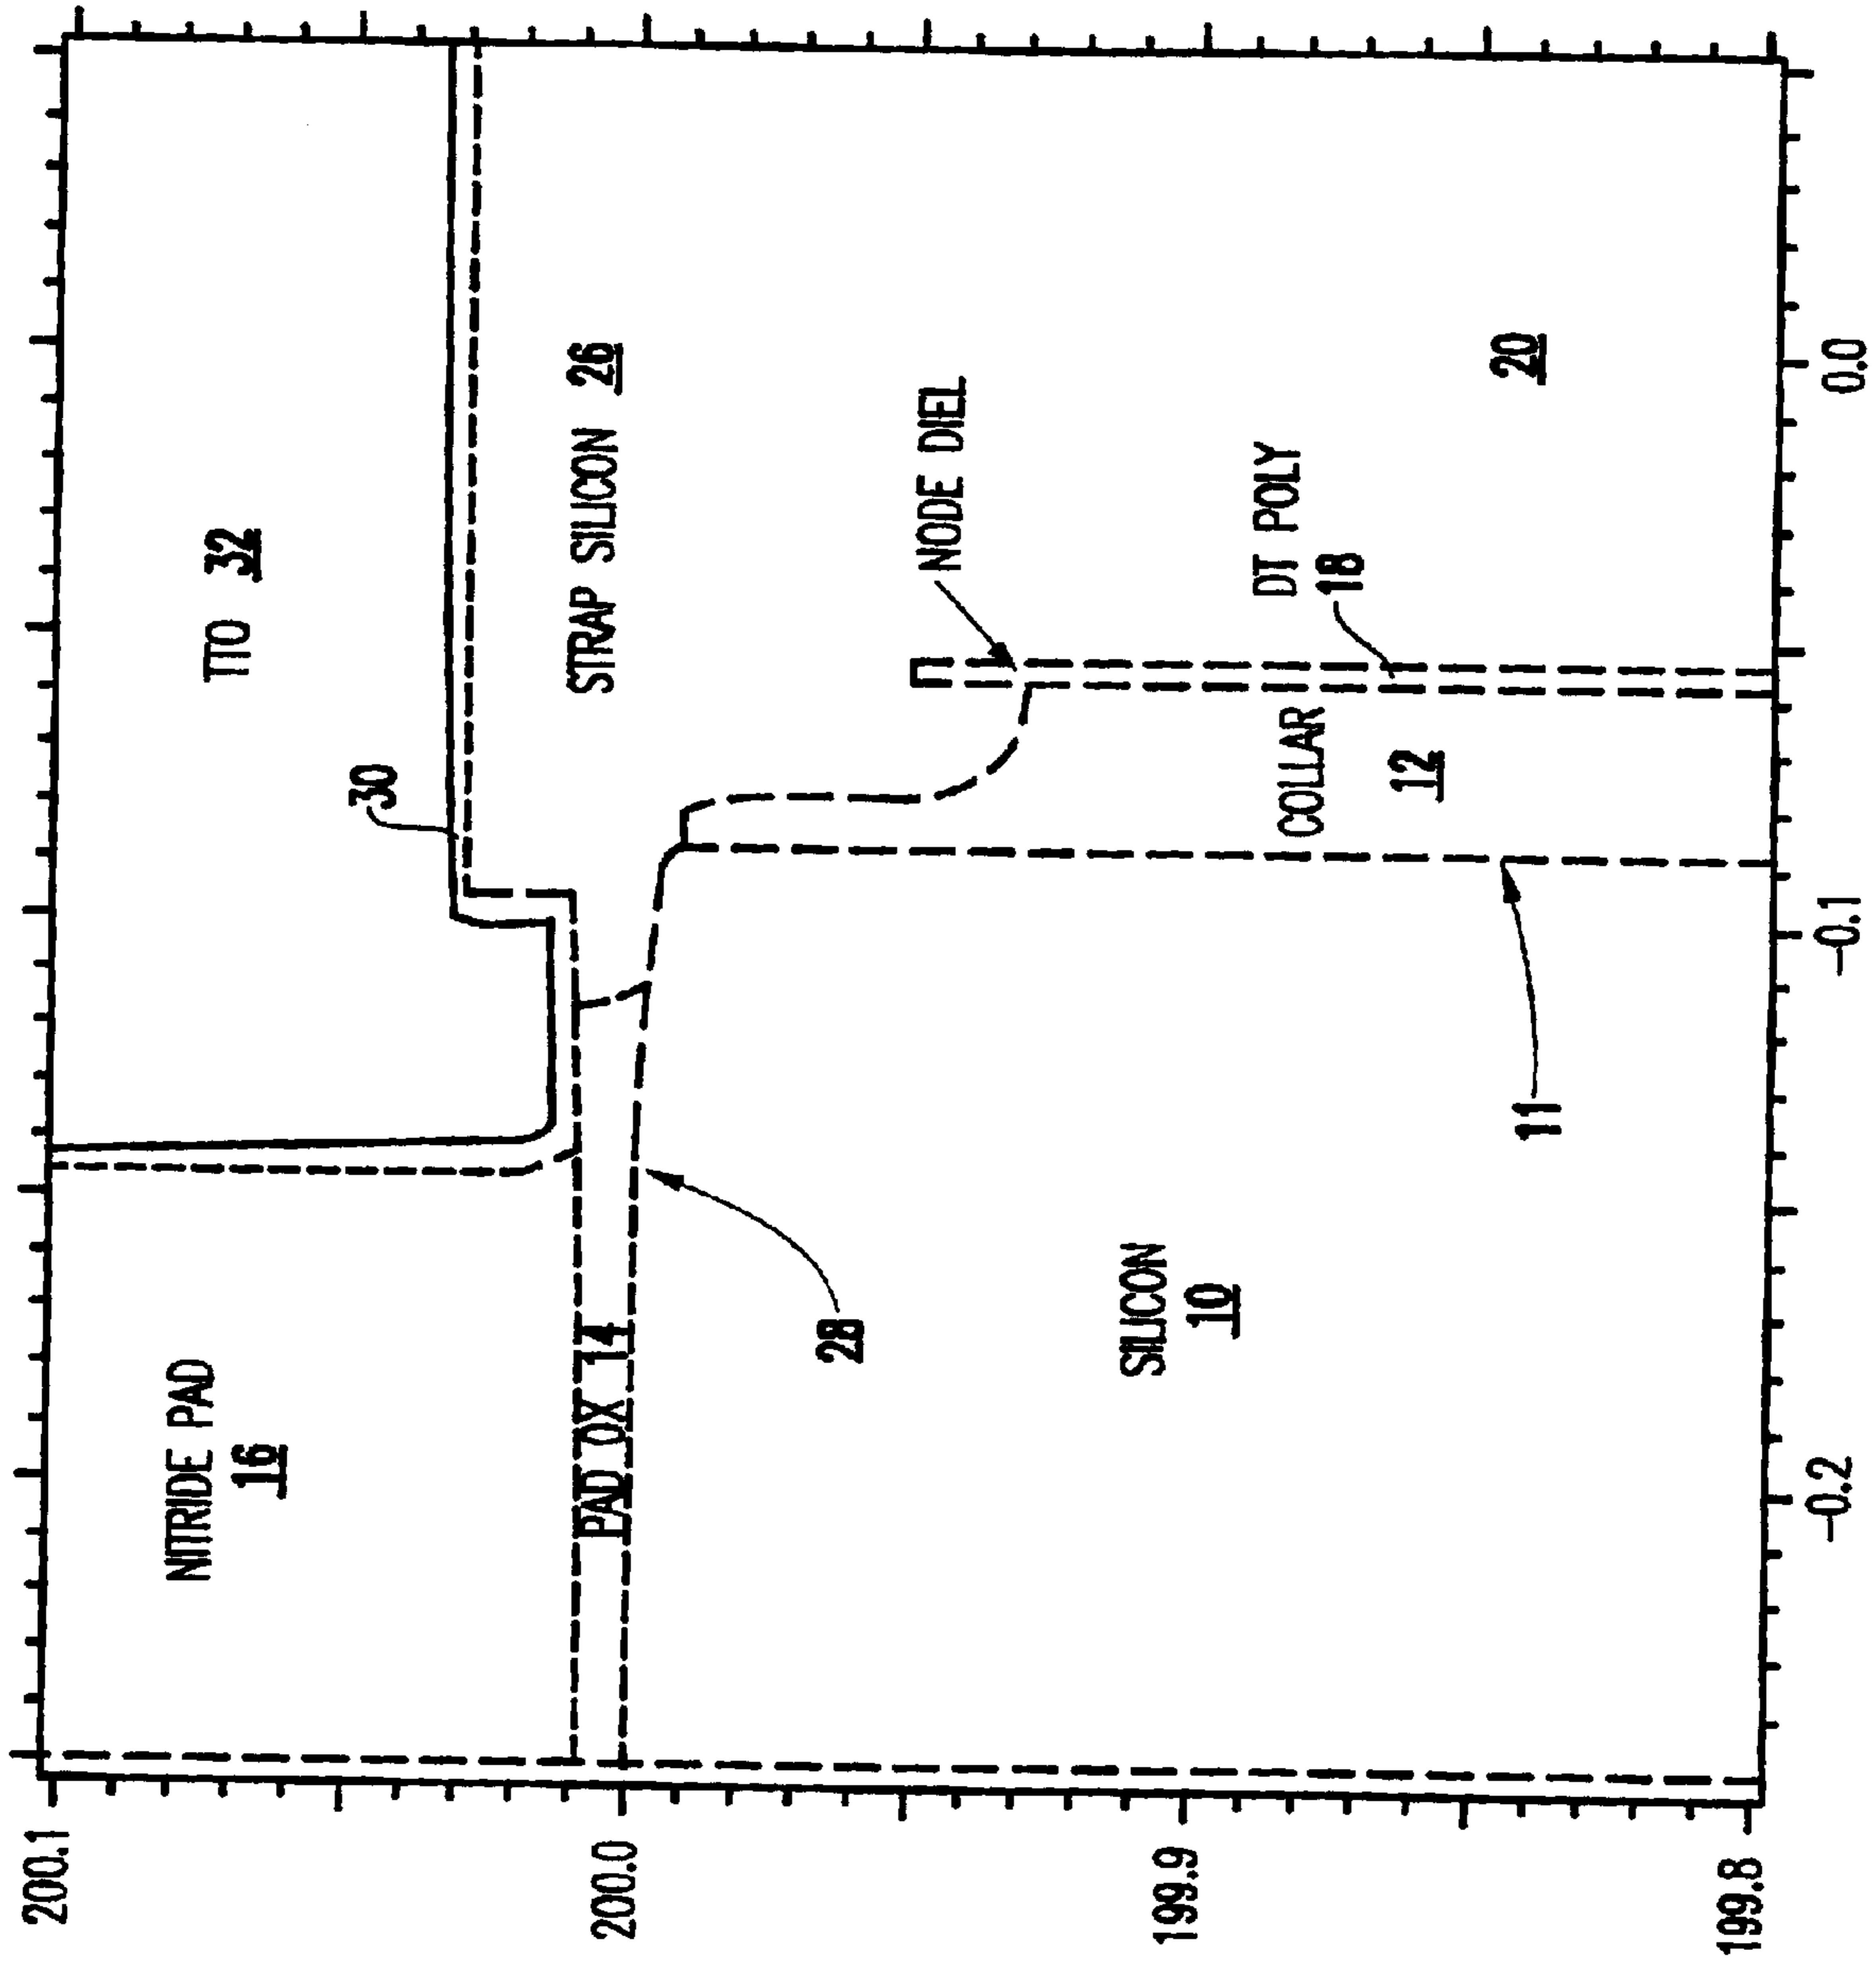 200.1
200.0
199.9
199.8
NITRIDE PAD
16
TTO 32
30
PAD OX 14
STRAP SILICON 26
28
NODE DIEL
SILICON
10
COLLAR
12
DT POLY
18
20
11
-0.2
-0.1
0.0